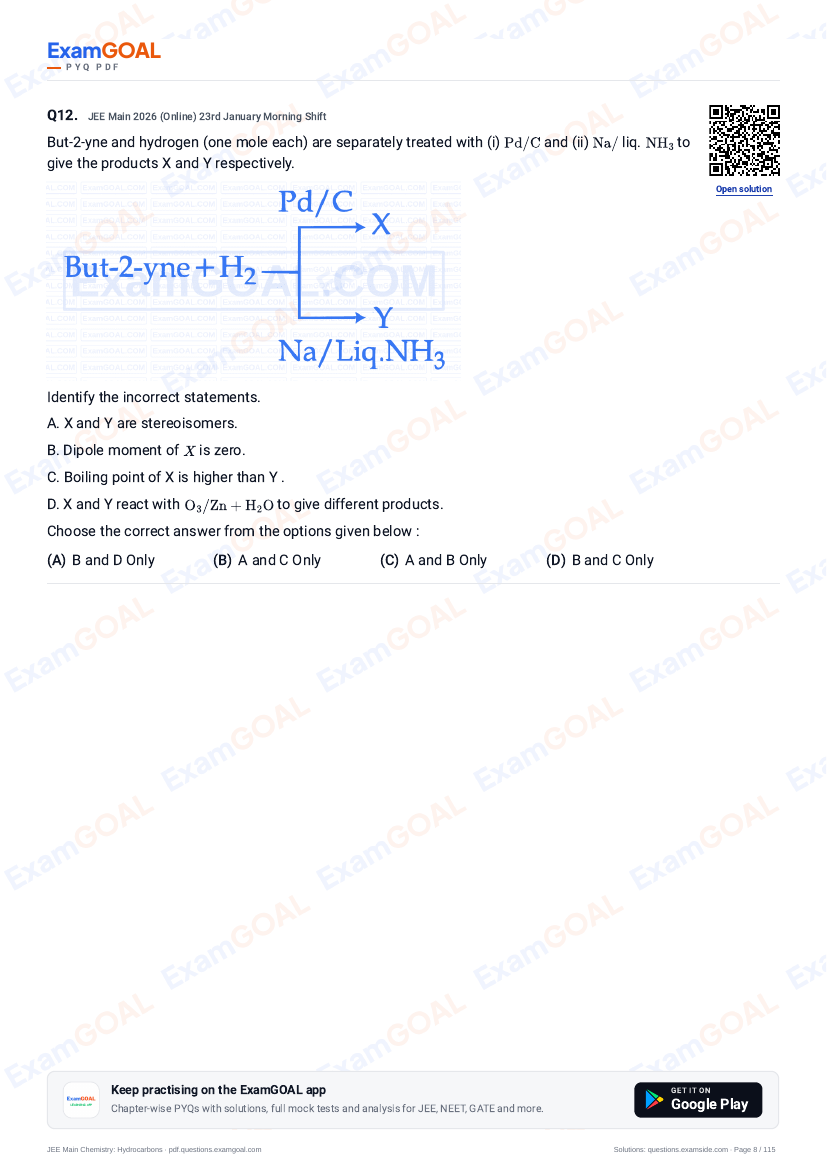 ExamGOAL
PYQ PDF
Q12. JEE Main 2026 (Online) 23rd January Morning Shift
But-2-yne and hydrogen (one mole each) are separately treated with (i) Pd/C and (ii) Na/ liq. NH₃ to
give the products X and Y respectively.
Open solution
Pd/C
X
But-2-yne + H₂
ExamGOAL.COM
Y
Na/Liq.NH₃
Identify the incorrect statements.
A. X and Y are stereoisomers.
B. Dipole moment of X is zero.
C. Boiling point of X is higher than Y .
D. X and Y react with O₃/Zn + H₂O to give different products.
Choose the correct answer from the options given below :
(A) B and D Only (B) A and C Only (C) A and B Only (D) B and C Only
Keep practising on the ExamGOAL app
Chapter-wise PYQs with solutions, full mock tests and analysis for JEE, NEET, GATE and more.
GET IT ON
Google Play
JEE Main Chemistry: Hydrocarbons · pdf.questions.examgoal.com
Solutions: questions.examside.com · Page 8 / 115